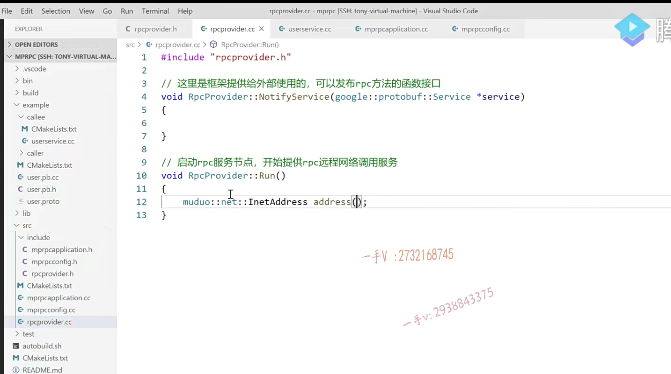 File Edit Selection View Go Run Terminal Help
rpcprovider.cc - mprpc [SSH: tony-virtual-machine] - Visual Studio Code
EXPLORER
OPEN EDITORS
MPRPC [SSH: TONY-VIRTUAL-MA...
.vscode
bin
build
example
callee
CMakeLists.txt
userservice.cc
caller
CMakeLists.txt
user.pb.cc
user.pb.h
user.proto
lib
src
include
mprpcapplication.h
mprpcconfig.h
rpcprovider.h
CMakeLists.txt
mprpcapplication.cc
mprpcconfig.cc
rpcprovider.cc
test
autobuild.sh
CMakeLists.txt
README.md
rpcprovider.h
rpcprovider.cc
userservice.cc
mprpcapplication.cc
mprpcconfig.cc
src > rpcprovider.cc > RpcProvider::Run()
1 #include "rpcprovider.h"
2
3 // 这里是框架提供给外部使用的，可以发布rpc方法的函数接口
4 void RpcProvider::NotifyService(google::protobuf::Service *service)
5 {
6
7 }
8
9 // 启动rpc服务节点，开始提供rpc远程网络调用服务
10 void RpcProvider::Run()
11 {
12 muduo::net::InetAddress address();
13 }
一手V :2732168745
一手v: 2938843375